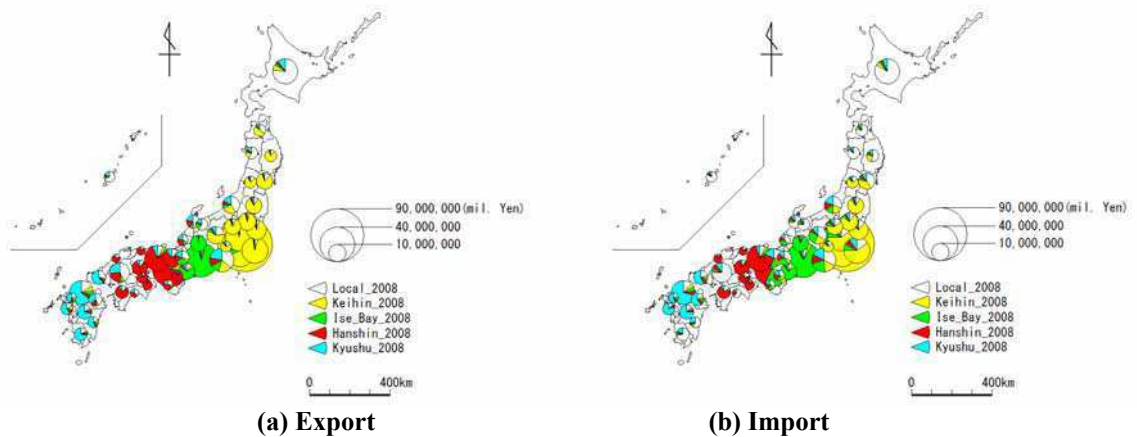 90,000,000(mil. Yen)
40,000,000
10,000,000
Local_2008
Keihin_2008
Ise_Bay_2008
Hanshin_2008
Kyushu_2008
0 400km
(a) Export
90,000,000(mil. Yen)
40,000,000
10,000,000
Local_2008
Keihin_2008
Ise_Bay_2008
Hanshin_2008
Kyushu_2008
0 400km
(b) Import